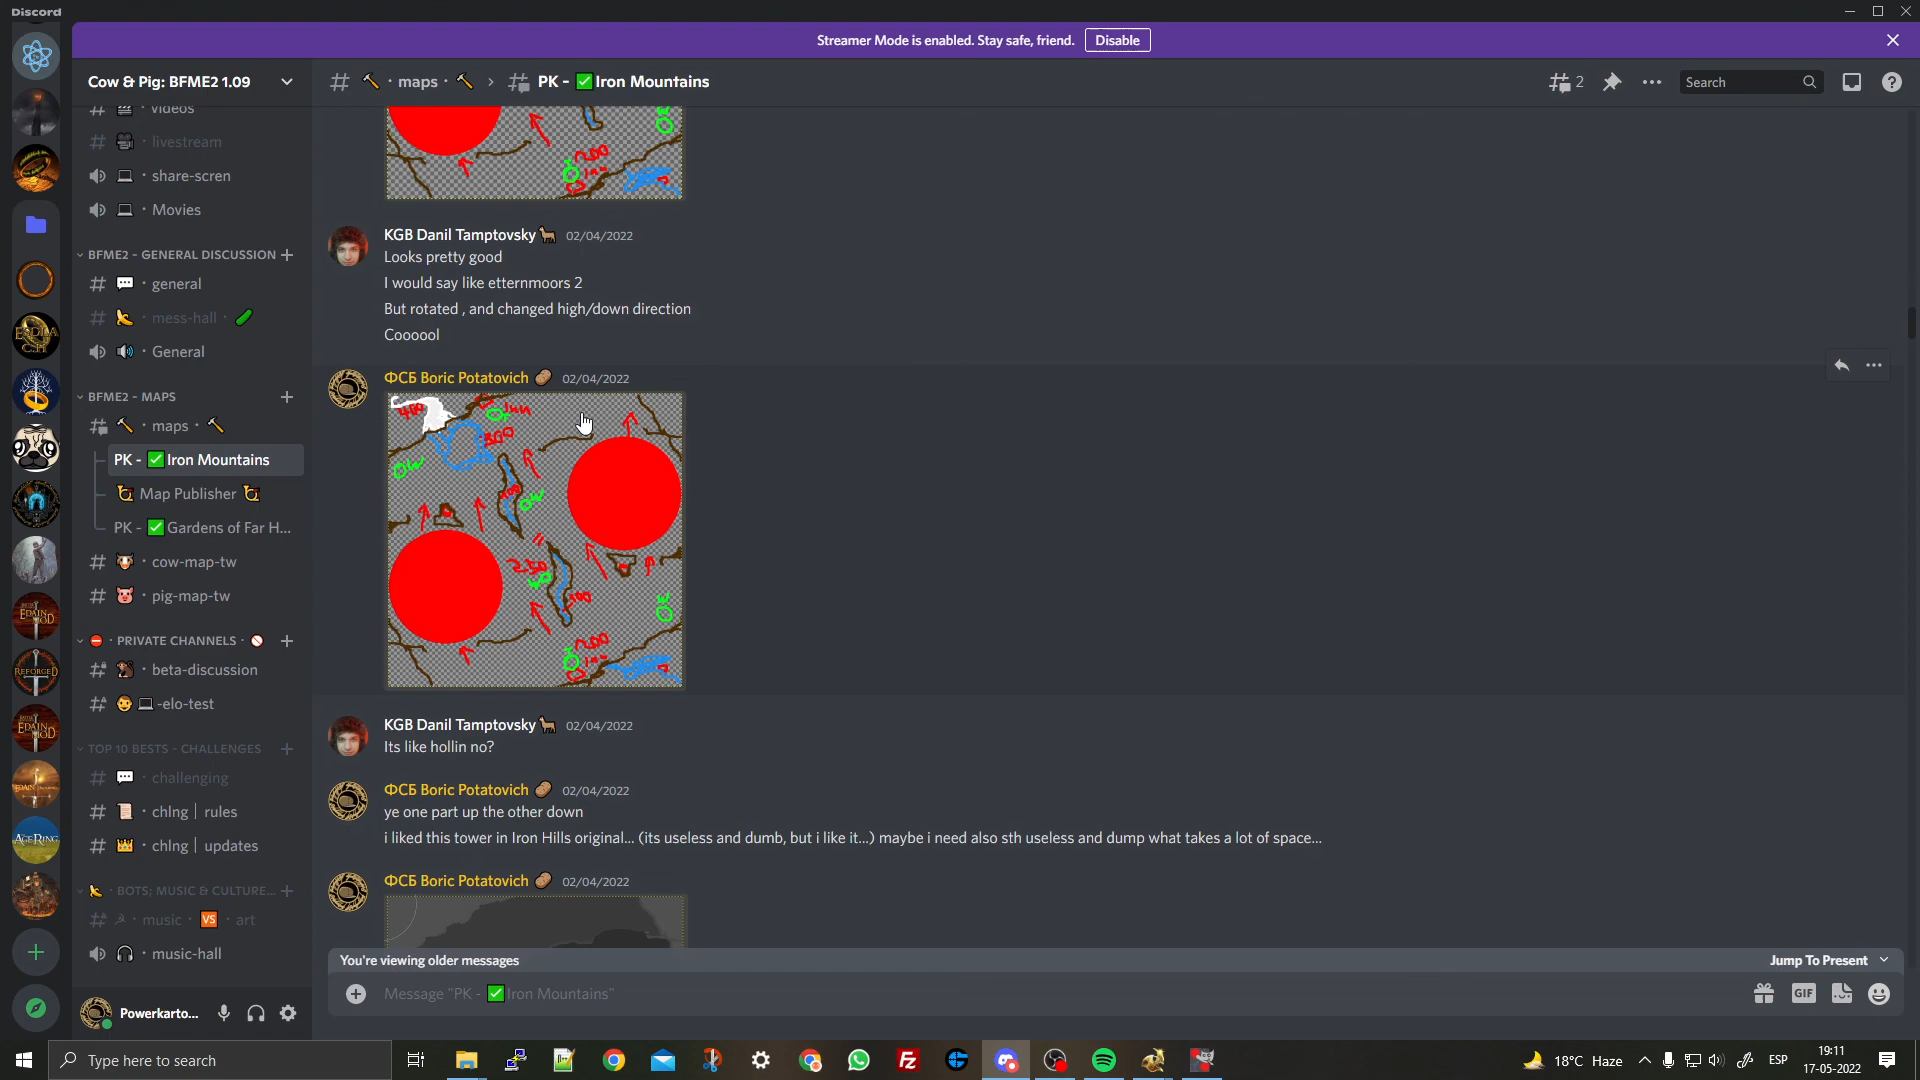 Discord
Streamer Mode is enabled. Stay safe, friend. Disable
Cow & Pig: BFME2 1.09
maps
PK - ✅Iron Mountains
2
Search
videos
livestream
share-scren
Movies
BFME2 - GENERAL DISCUSSION
general
mess-hall
General
BFME2 - MAPS
maps
PK - ✅Iron Mountains
Map Publisher
PK - ✅Gardens of Far H...
cow-map-tw
pig-map-tw
PRIVATE CHANNELS
beta-discussion
-elo-test
TOP 10 BESTS - CHALLENGES
challenging
chlng | rules
chlng | updates
BOTS; MUSIC & CULTURE...
music VS art
music-hall
Powerkarto...
KGB Danil Tamptovsky 02/04/2022
Looks pretty good
I would say like etternmoors 2
But rotated , and changed high/down direction
Coooool
ФСБ Boric Potatovich 02/04/2022
KGB Danil Tamptovsky 02/04/2022
Its like hollin no?
ФСБ Boric Potatovich 02/04/2022
ye one part up the other down
i liked this tower in Iron Hills original... (its useless and dumb, but i like it...) maybe i need also sth useless and dump what takes a lot of space...
ФСБ Boric Potatovich 02/04/2022
You're viewing older messages
Jump To Present
Message "PK - ✅Iron Mountains"
GIF
Type here to search
18°C Haze
ESP
19:11
17-05-2022